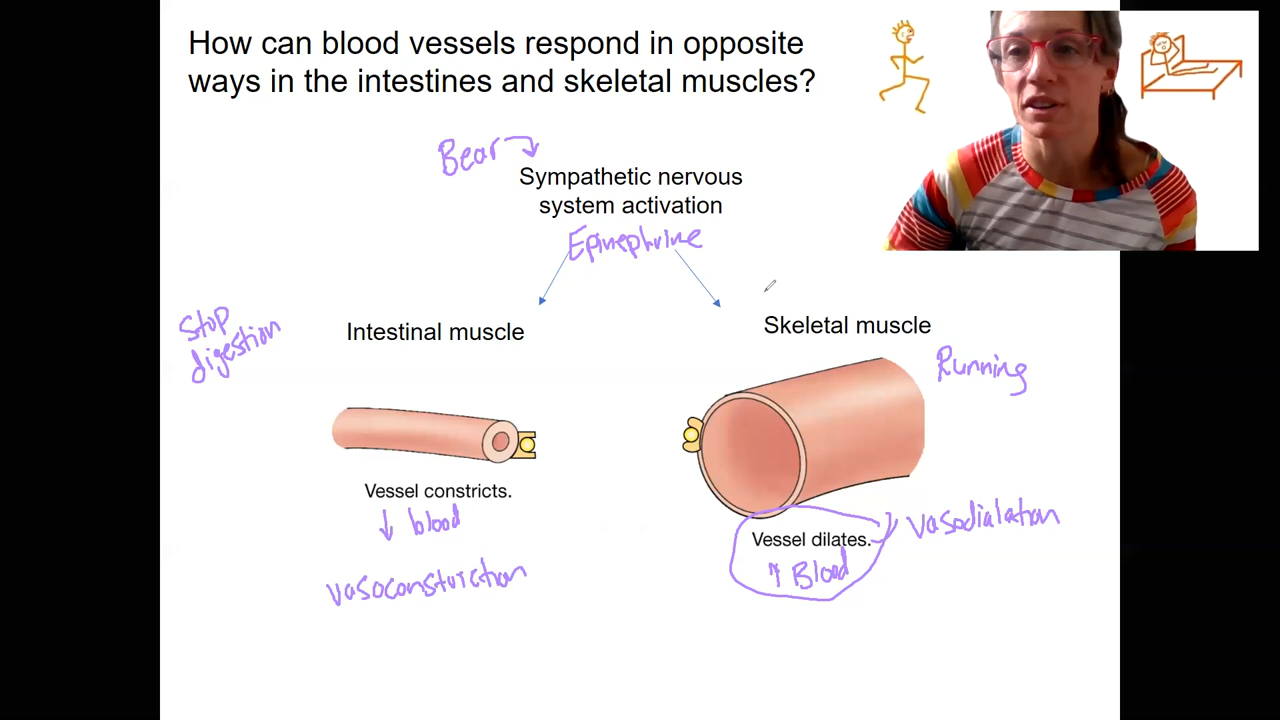 How can blood vessels respond in opposite
ways in the intestines and skeletal muscles?
Bear
Sympathetic nervous
system activation
Epinephrine
Stop
digestion
Intestinal muscle
Skeletal muscle
Running
Vessel constricts.
↓ blood
vasoconstriction
Vessel dilates.
↑ Blood
vasodialation